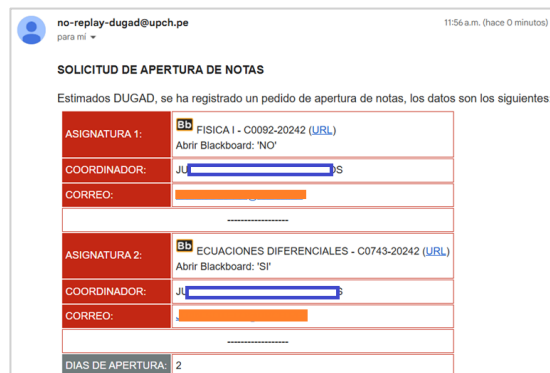 no-replay-dugad@upch.pe
11:56 a.m. (hace 0 minutos)
para mí
SOLICITUD DE APERTURA DE NOTAS
Estimados DUGAD, se ha registrado un pedido de apertura de notas, los datos son los siguientes
ASIGNATURA 1:
Bb FISICA I - C0092-20242 (URL)
Abrir Blackboard: 'NO'
COORDINADOR:
JU OS
CORREO:
------------------
ASIGNATURA 2:
Bb ECUACIONES DIFERENCIALES - C0743-20242 (URL)
Abrir Blackboard: 'SI'
COORDINADOR:
JU S
CORREO:
------------------
DIAS DE APERTURA: 2